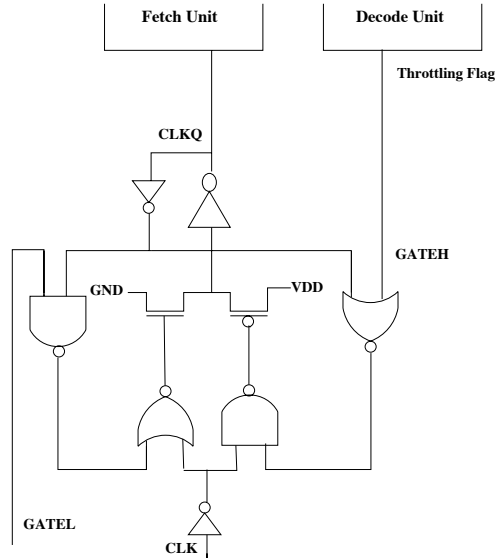 Fetch Unit
Decode Unit
Throttling Flag
CLKQ
GATEH
GND
VDD
GATEL
CLK